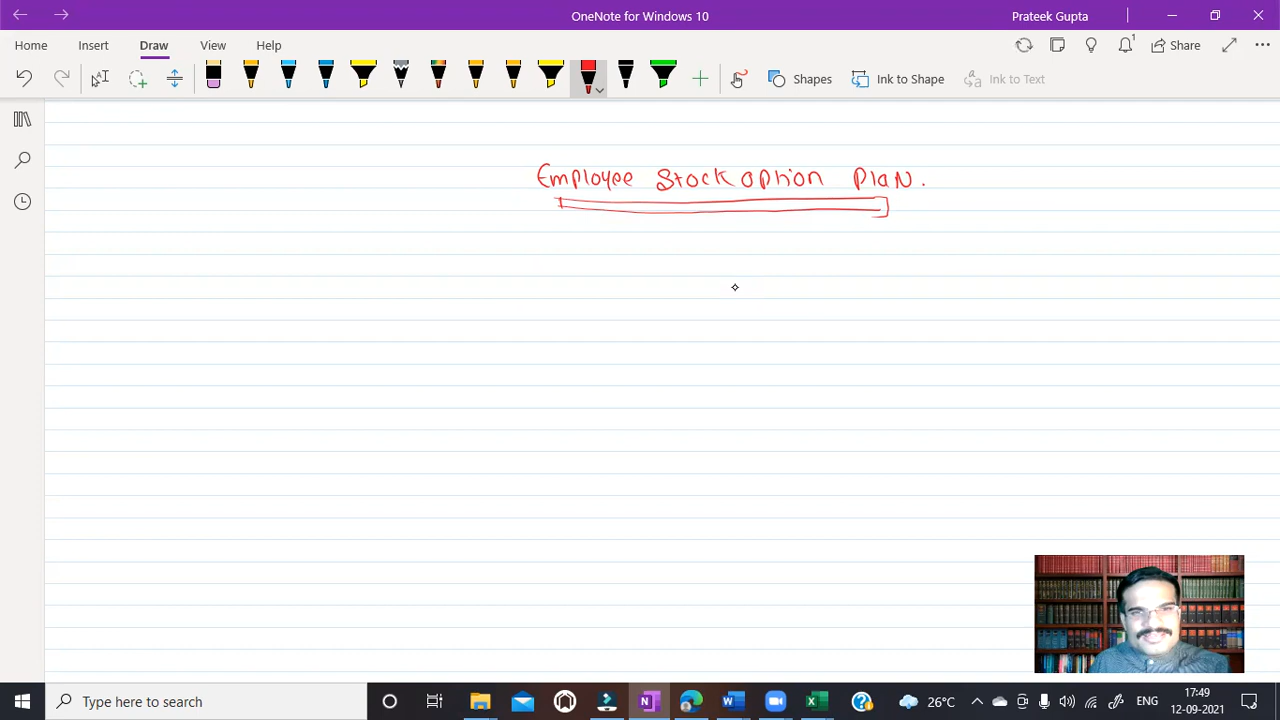 OneNote for Windows 10
Prateek Gupta
Home Insert Draw View Help
Share
Shapes Ink to Shape Ink to Text
Employee Stock option Plan.
Type here to search
26°C
ENG
17:49
12-09-2021